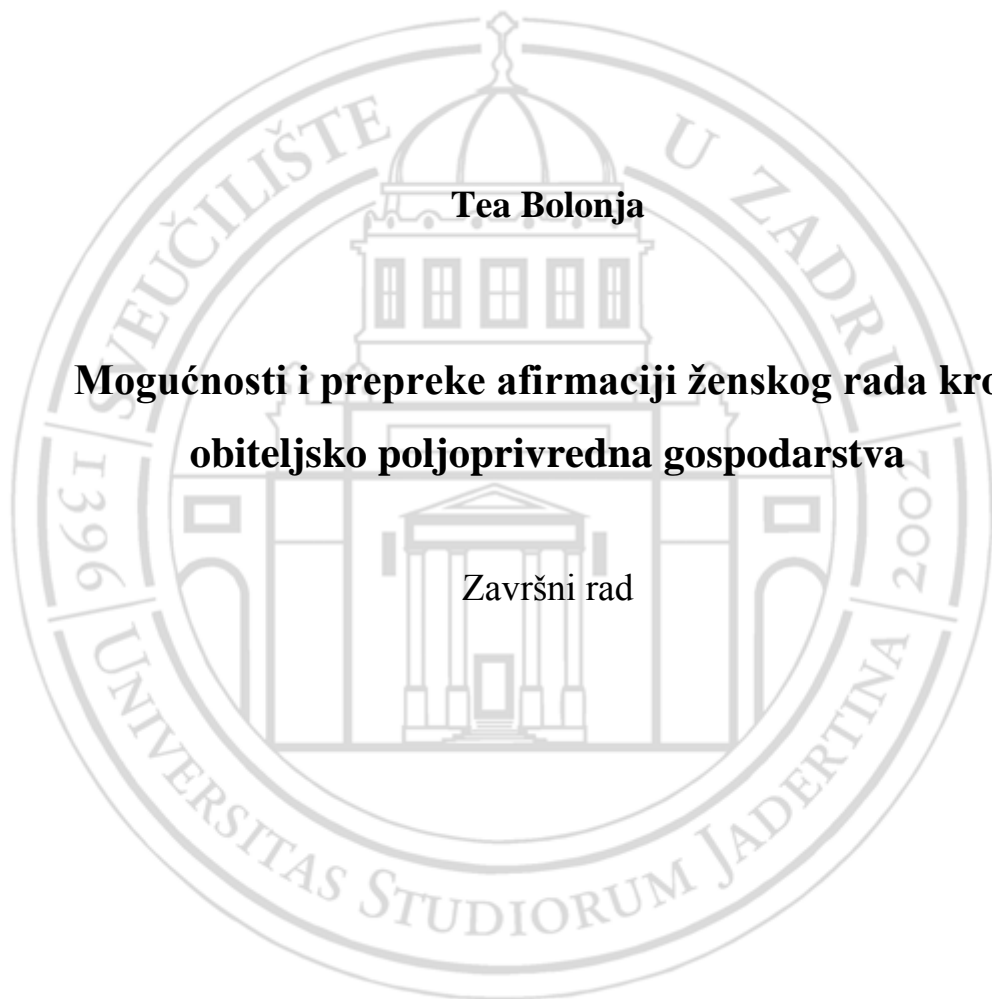 SVEUČILIŠTE U ZADRU
Tea Bolonja
Mogućnosti i prepreke afirmaciji ženskog rada kro
obiteljsko poljoprivredna gospodarstva
1396
2002
Završni rad
UNIVERSITAS STUDIORUM JADERTINA